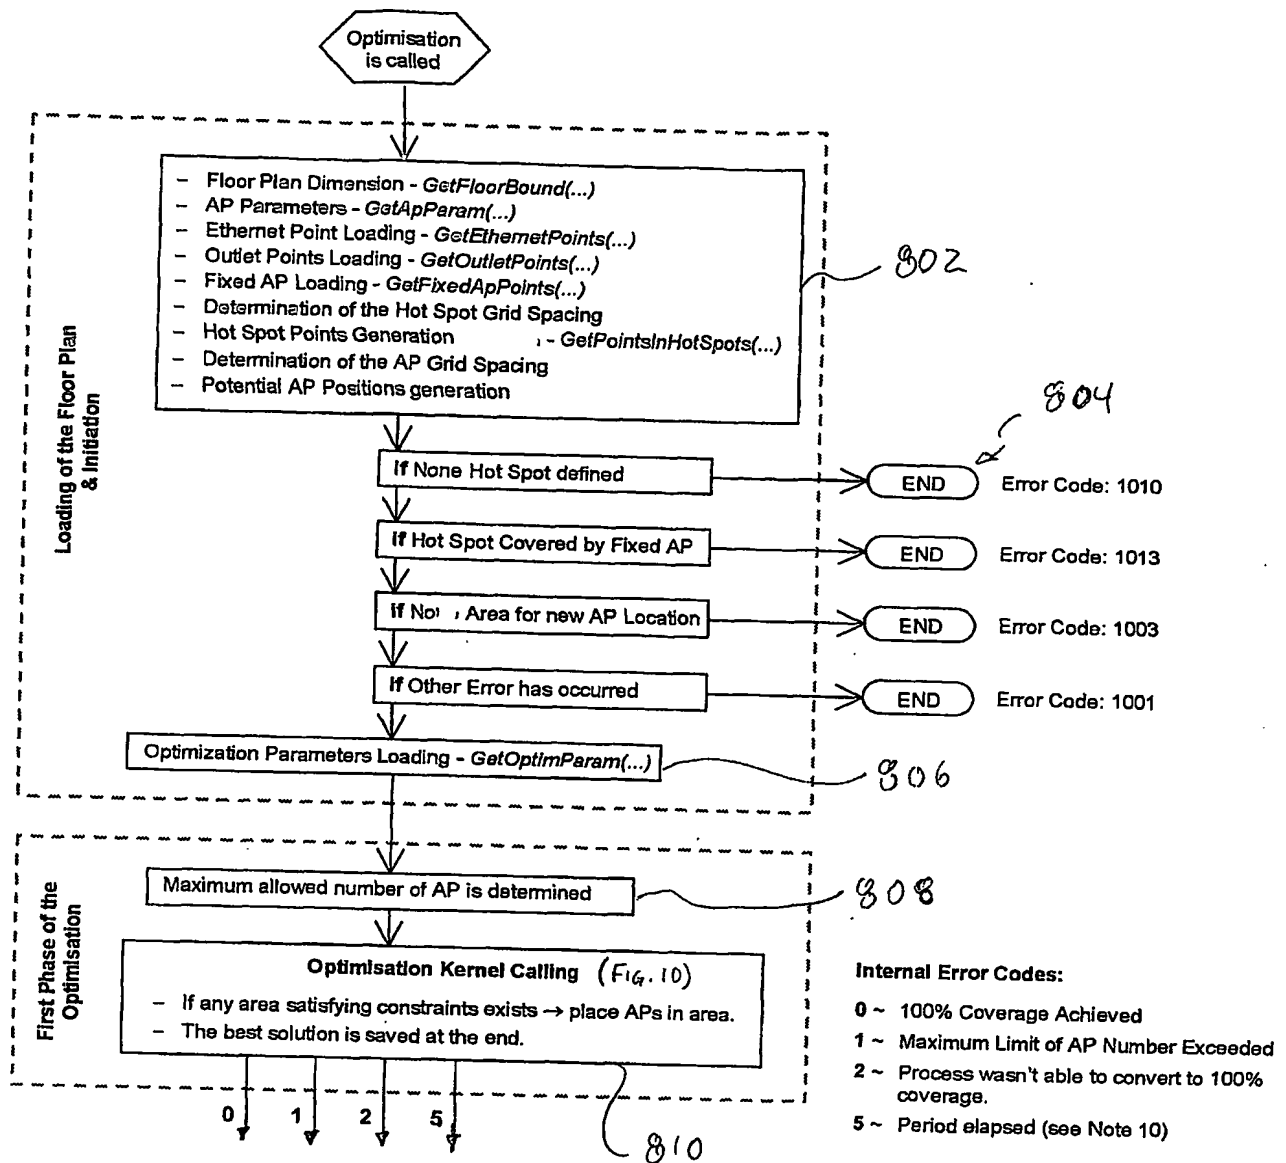 Optimisation
is called
Loading of the Floor Plan
& Initiation
– Floor Plan Dimension - GetFloorBound(...)
– AP Parameters - GetApParam(...)
– Ethernet Point Loading - GetEthernetPoints(...)
– Outlet Points Loading - GetOutletPoints(...)
– Fixed AP Loading - GetFixedApPoints(...)
– Determination of the Hot Spot Grid Spacing
– Hot Spot Points Generation - GetPointsInHotSpots(...)
– Determination of the AP Grid Spacing
– Potential AP Positions generation
802
804
If None Hot Spot defined
END
Error Code: 1010
If Hot Spot Covered by Fixed AP
END
Error Code: 1013
If No Area for new AP Location
END
Error Code: 1003
If Other Error has occurred
END
Error Code: 1001
Optimization Parameters Loading - GetOptimParam(...)
806
First Phase of the
Optimisation
Maximum allowed number of AP is determined
808
Optimisation Kernel Calling (FIG. 10)
– If any area satisfying constraints exists → place APs in area.
– The best solution is saved at the end.
0 1 2 5
810
Internal Error Codes:
0 ~ 100% Coverage Achieved
1 ~ Maximum Limit of AP Number Exceeded
2 ~ Process wasn't able to convert to 100%
coverage.
5 ~ Period elapsed (see Note 10)